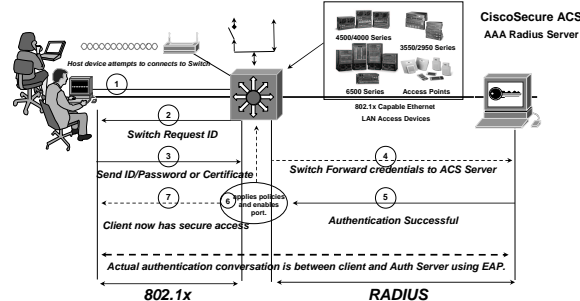 CiscoSecure ACS
AAA Radius Server
4500/4000 Series
3550/2950 Series
6500 Series
Access Points
802.1x Capable Ethernet
LAN Access Devices
Host device attempts to connects to Switch
1
2
Switch Request ID
3
Send ID/Password or Certificate
4
Switch Forward credentials to ACS Server
7
6
applies policies
and enables
port.
5
Client now has secure access
Authentication Successful
Actual authentication conversation is between client and Auth Server using EAP.
802.1x
RADIUS